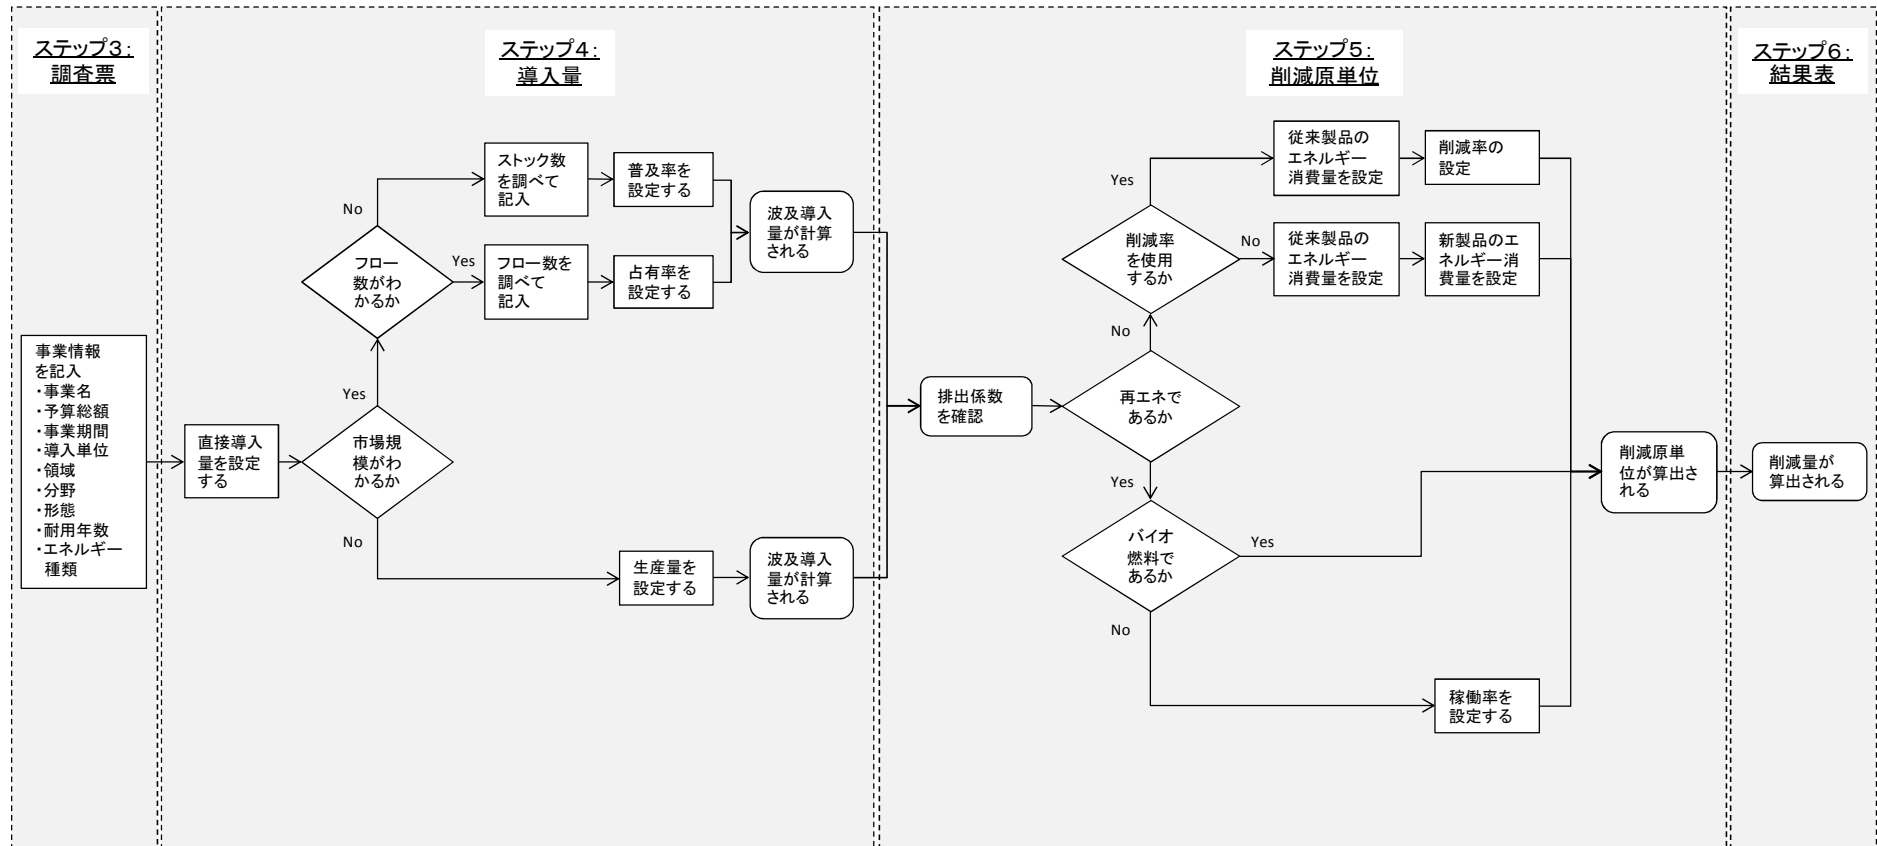 ステップ3:
調査票
事業情報
を記入
・事業名
・予算総額
・事業期間
・導入単位
・領域
・分野
・形態
・耐用年数
・エネルギー
種類
ステップ4:
導入量
直接導入
量を設定
する
市場規
模がわ
かるか
Yes
No
フロー
数がわ
かるか
No
Yes
ストック数
を調べて
記入
普及率を
設定する
フロー数を
調べて
記入
占有率を
設定する
波及導入
量が計算
される
生産量を
設定する
波及導入
量が計算
される
ステップ5:
削減原単位
排出係数
を確認
再エネで
あるか
No
Yes
削減率
を使用
するか
Yes
No
従来製品の
エネルギー
消費量を設定
削減率の
設定
従来製品の
エネルギー
消費量を設定
新製品のエ
ネルギー消
費量を設定
バイオ
燃料で
あるか
Yes
No
稼働率を
設定する
削減原単
位が算出さ
れる
ステップ6:
結果表
削減量が
算出される